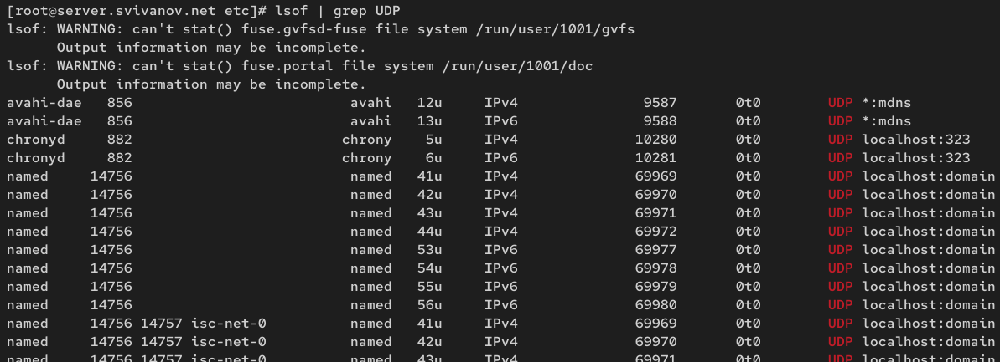 [root@server.svivanov.net etc]# lsof | grep UDP
lsof: WARNING: can't stat() fuse.gvfsd-fuse file system /run/user/1001/gvfs
      Output information may be incomplete.
lsof: WARNING: can't stat() fuse.portal file system /run/user/1001/doc
      Output information may be incomplete.
avahi-dae   856                          avahi   12u     IPv4               9587       0t0        UDP *:mdns
avahi-dae   856                          avahi   13u     IPv6               9588       0t0        UDP *:mdns
chronyd     882                         chrony    5u     IPv4              10280       0t0        UDP localhost:323
chronyd     882                         chrony    6u     IPv6              10281       0t0        UDP localhost:323
named     14756                          named   41u     IPv4              69969       0t0        UDP localhost:domain
named     14756                          named   42u     IPv4              69970       0t0        UDP localhost:domain
named     14756                          named   43u     IPv4              69971       0t0        UDP localhost:domain
named     14756                          named   44u     IPv4              69972       0t0        UDP localhost:domain
named     14756                          named   53u     IPv6              69977       0t0        UDP localhost:domain
named     14756                          named   54u     IPv6              69978       0t0        UDP localhost:domain
named     14756                          named   55u     IPv6              69979       0t0        UDP localhost:domain
named     14756                          named   56u     IPv6              69980       0t0        UDP localhost:domain
named     14756 14757 isc-net-0          named   41u     IPv4              69969       0t0        UDP localhost:domain
named     14756 14757 isc-net-0          named   42u     IPv4              69970       0t0        UDP localhost:domain
named     14756 14757 isc-net-0          named   43u     IPv4              69971       0t0        UDP localhost:domain